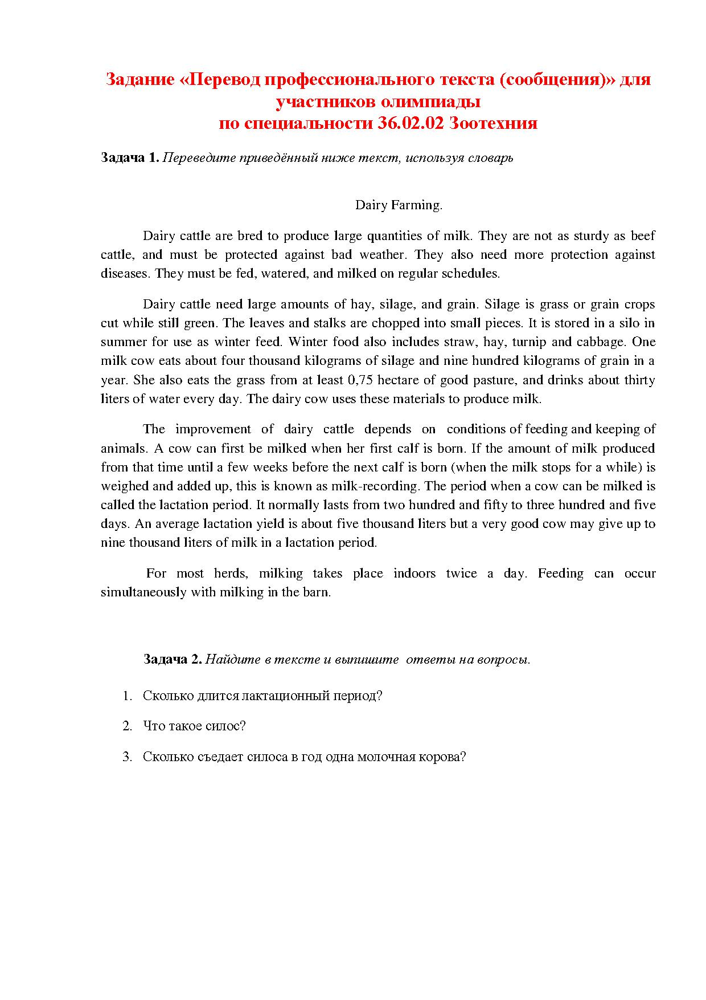 Задание «Перевод профессионального текста (сообщения)» для
участников олимпиады
по специальности 36.02.02 Зоотехния
Задача 1. Переведите приведённый ниже текст, используя словарь
Dairy Farming.
Dairy cattle are bred to produce large quantities of milk. They are not as sturdy as beef
cattle, and must be protected against bad weather. They also need more protection against
diseases. They must be fed, watered, and milked on regular schedules.
Dairy cattle need large amounts of hay, silage, and grain. Silage is grass or grain crops
cut while still green. The leaves and stalks are chopped into small pieces. It is stored in a silo in
summer for use as winter feed. Winter food also includes straw, hay, turnip and cabbage. One
milk cow eats about four thousand kilograms of silage and nine hundred kilograms of grain in a
year. She also eats the grass from at least 0,75 hectare of good pasture, and drinks about thirty
liters of water every day. The dairy cow uses these materials to produce milk.
The improvement of dairy cattle depends on conditions of feeding and keeping of
animals. A cow can first be milked when her first calf is born. If the amount of milk produced
from that time until a few weeks before the next calf is born (when the milk stops for a while) is
weighed and added up, this is known as milk-recording. The period when a cow can be milked is
called the lactation period. It normally lasts from two hundred and fifty to three hundred and five
days. An average lactation yield is about five thousand liters but a very good cow may give up to
nine thousand liters of milk in a lactation period.
For most herds, milking takes place indoors twice a day. Feeding can occur
simultaneously with milking in the barn.
Задача 2. Найдите в тексте и выпишите ответы на вопросы.
1. Сколько длится лактационный период?
2. Что такое силос?
3. Сколько съедает силоса в год одна молочная корова?